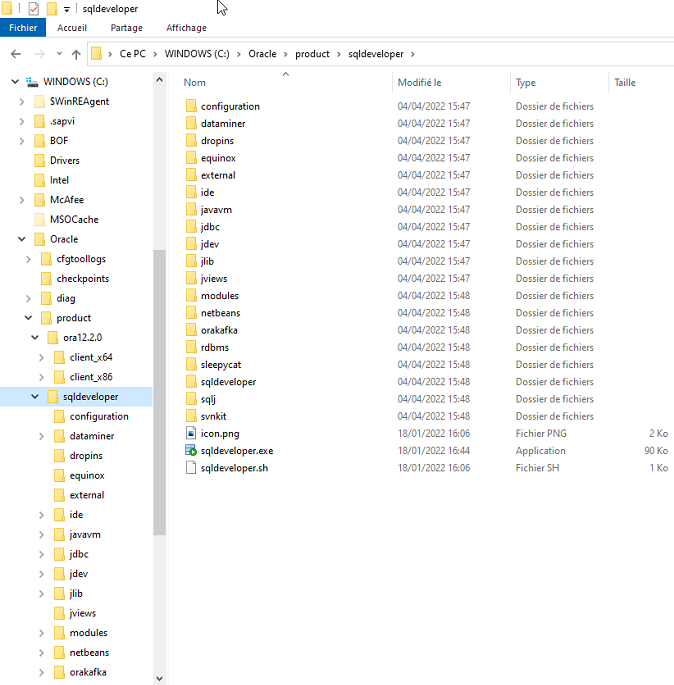 sqldeveloper
Fichier Accueil Partage Affichage
Ce PC WINDOWS (C:) Oracle product sqldeveloper
WINDOWS (C:)
$WinREAgent
.sapvi
BOF
Drivers
Intel
McAfee
MSOCache
Oracle
cfgtoollogs
checkpoints
diag
product
ora12.2.0
client_x64
client_x86
sqldeveloper
configuration
dataminer
dropins
equinox
external
ide
javavm
jdbc
jdev
jlib
jviews
modules
netbeans
orakafka
Nom Modifié le Type Taille
configuration 04/04/2022 15:47 Dossier de fichiers
dataminer 04/04/2022 15:47 Dossier de fichiers
dropins 04/04/2022 15:47 Dossier de fichiers
equinox 04/04/2022 15:47 Dossier de fichiers
external 04/04/2022 15:47 Dossier de fichiers
ide 04/04/2022 15:47 Dossier de fichiers
javavm 04/04/2022 15:47 Dossier de fichiers
jdbc 04/04/2022 15:47 Dossier de fichiers
jdev 04/04/2022 15:47 Dossier de fichiers
jlib 04/04/2022 15:47 Dossier de fichiers
jviews 04/04/2022 15:47 Dossier de fichiers
modules 04/04/2022 15:48 Dossier de fichiers
netbeans 04/04/2022 15:48 Dossier de fichiers
orakafka 04/04/2022 15:48 Dossier de fichiers
rdbms 04/04/2022 15:48 Dossier de fichiers
sleepycat 04/04/2022 15:48 Dossier de fichiers
sqldeveloper 04/04/2022 15:48 Dossier de fichiers
sqlj 04/04/2022 15:48 Dossier de fichiers
svnkit 04/04/2022 15:48 Dossier de fichiers
icon.png 18/01/2022 16:06 Fichier PNG 2 Ko
sqldeveloper.exe 18/01/2022 16:44 Application 90 Ko
sqldeveloper.sh 18/01/2022 16:06 Fichier SH 1 Ko